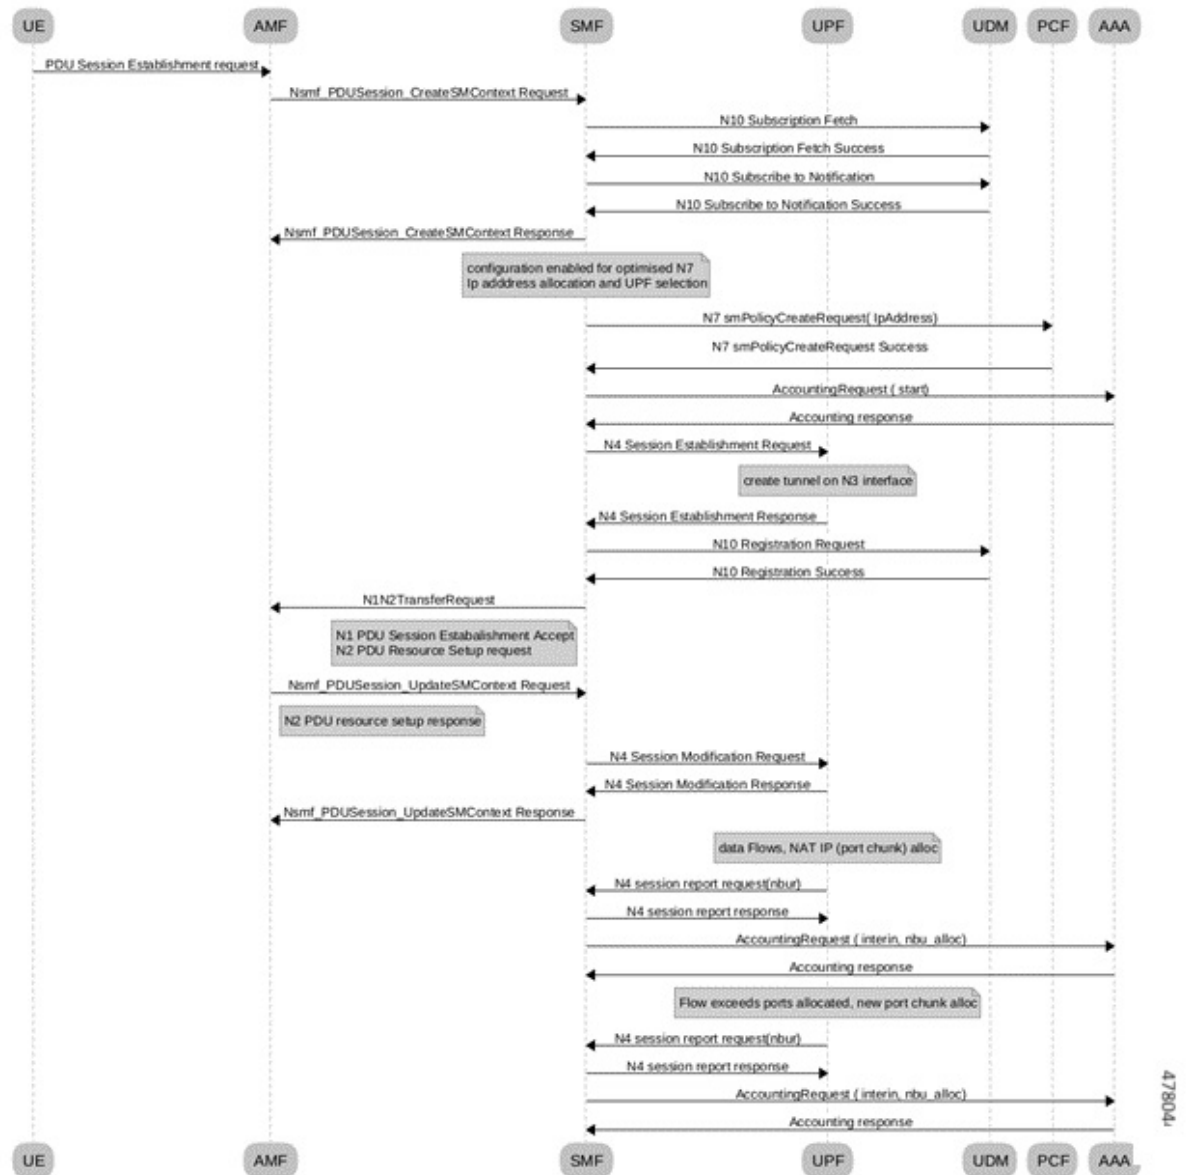 UE AMF SMF UPF UDM PCF AAA
PDU Session Establishment request
Nsmf_PDUSession_CreateSMContext Request
N10 Subscription Fetch
N10 Subscription Fetch Success
N10 Subscribe to Notification
N10 Subscribe to Notification Success
Nsmf_PDUSession_CreateSMContext Response
configuration enabled for optimised N7
Ip adddress allocation and UPF selection
N7 smPolicyCreateRequest( IpAddress)
N7 smPolicyCreateRequest Success
AccountingRequest ( start)
Accounting response
N4 Session Establishment Request
create tunnel on N3 interface
N4 Session Establishment Response
N10 Registration Request
N10 Registration Success
N1N2TransferRequest
N1 PDU Session Estabalishment Accept
N2 PDU Resource Setup request
Nsmf_PDUSession_UpdateSMContext Request
N2 PDU resource setup response
N4 Session Modification Request
N4 Session Modification Response
Nsmf_PDUSession_UpdateSMContext Response
data Flows, NAT IP (port chunk) alloc
N4 session report request(nbur)
N4 session report response
AccountingRequest ( interin, nbu_alloc)
Accounting response
Flow exceeds ports allocated, new port chunk alloc
N4 session report request(nbur)
N4 session report response
AccountingRequest ( interin, nbu_alloc)
Accounting response
UE AMF SMF UPF UDM PCF AAA